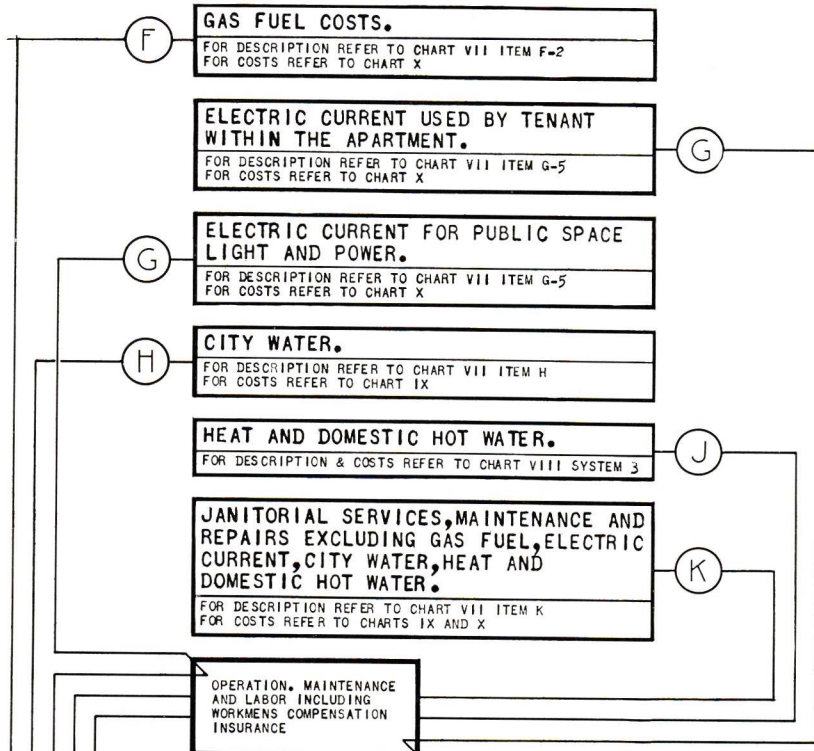 F
GAS FUEL COSTS.
FOR DESCRIPTION REFER TO CHART VII ITEM F-2
FOR COSTS REFER TO CHART X
ELECTRIC CURRENT USED BY TENANT
WITHIN THE APARTMENT.
FOR DESCRIPTION REFER TO CHART VII ITEM G-5
FOR COSTS REFER TO CHART X
G
ELECTRIC CURRENT FOR PUBLIC SPACE
LIGHT AND POWER.
G
FOR DESCRIPTION REFER TO CHART VII ITEM G-5
FOR COSTS REFER TO CHART X
CITY WATER.
H
FOR DESCRIPTION REFER TO CHART VII ITEM H
FOR COSTS REFER TO CHART IX
HEAT AND DOMESTIC HOT WATER.
FOR DESCRIPTION & COSTS REFER TO CHART VIII SYSTEM 3
J
JANITORIAL SERVICES,MAINTENANCE AND
REPAIRS EXCLUDING GAS FUEL,ELECTRIC
CURRENT,CITY WATER,HEAT AND
DOMESTIC HOT WATER.
K
FOR DESCRIPTION REFER TO CHART VII ITEM K
FOR COSTS REFER TO CHARTS IX AND X
OPERATION. MAINTENANCE
AND LABOR INCLUDING
WORKMENS COMPENSATION
INSURANCE